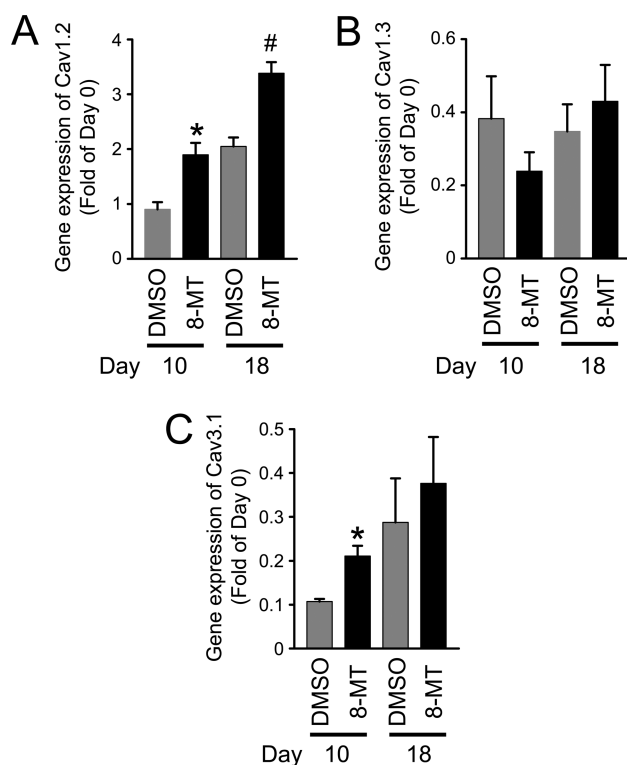 A
Gene expression of Cav1.2
(Fold of Day 0)
4
3
2
1
0
*
#
DMSO
8-MT
DMSO
8-MT
Day 10 18
B
Gene expression of Cav1.3
(Fold of Day 0)
0.6
0.4
0.2
0
DMSO
8-MT
DMSO
8-MT
Day 10 18
C
Gene expression of Cav3.1
(Fold of Day 0)
0.5
0.4
0.3
0.2
0.1
0
*
DMSO
8-MT
DMSO
8-MT
Day 10 18